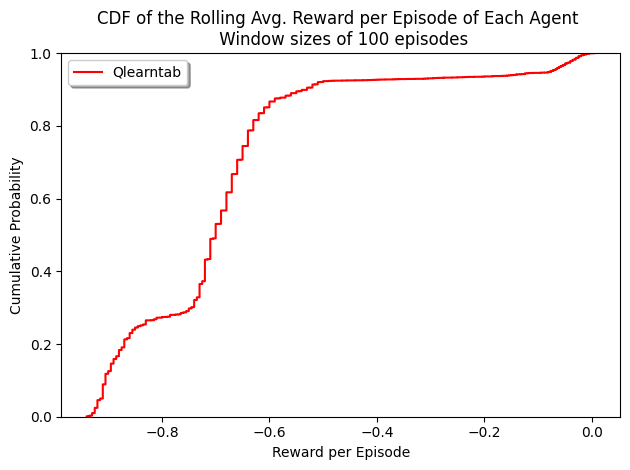 CDF of the Rolling Avg. Reward per Episode of Each Agent
Window sizes of 100 episodes
Qlearntab
Cumulative Probability
1.0
0.8
0.6
0.4
0.2
0.0
−0.8
−0.6
−0.4
−0.2
0.0
Reward per Episode